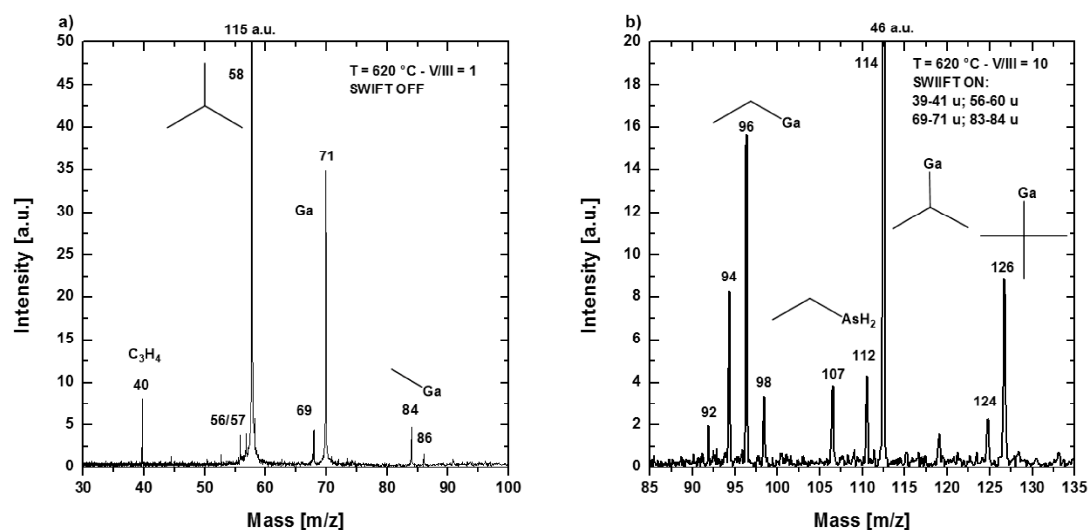 a)
115 a.u.
50
45
40
35
30
25
20
15
10
5
0
Intensity [a.u.]
58
T = 620 °C - V/III = 1
SWIFT OFF
71
Ga
C3H4
40
56/57
69
Ga
84
86
30 40 50 60 70 80 90 100
Mass [m/z]
b)
46 a.u.
20
18
16
14
12
10
8
6
4
2
0
Intensity [a.u.]
114
T = 620 °C - V/III = 10
SWIIFT ON:
39-41 u; 56-60 u
69-71 u; 83-84 u
Ga
96
Ga
Ga
94
126
AsH2
98
107
112
92
124
85 90 95 100 105 110 115 120 125 130 135
Mass [m/z]